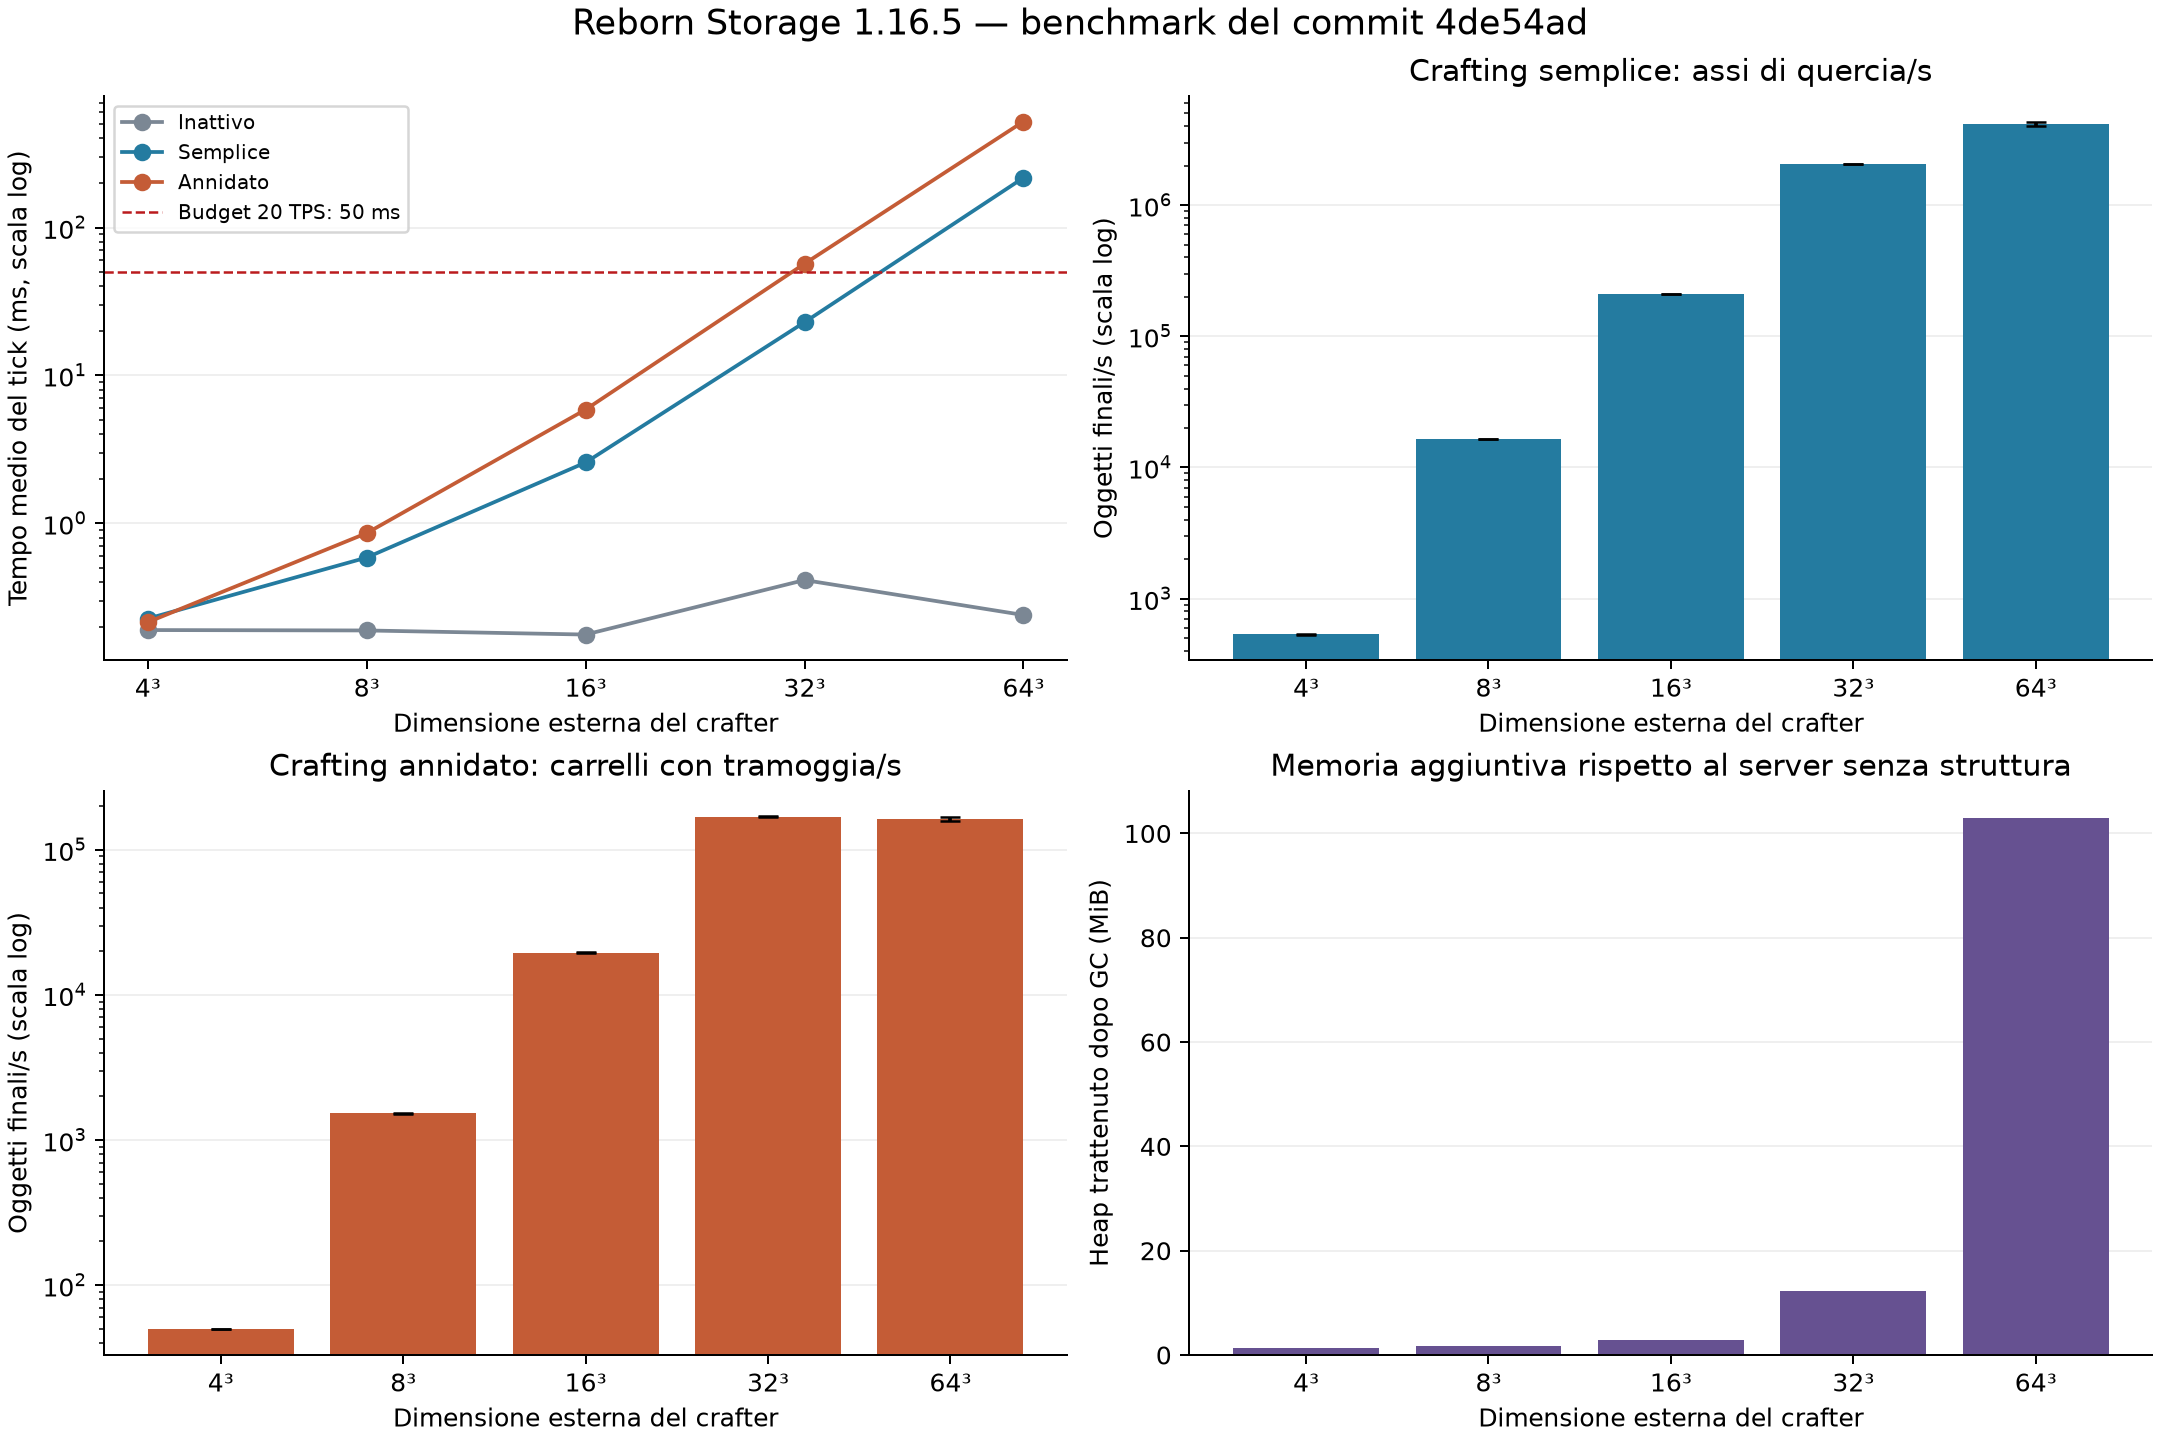 Reborn Storage 1.16.5 — benchmark del commit 4de54ad
Tempo medio del tick (ms, scala log)
10²
10¹
10⁰
Inattivo
Semplice
Annidato
Budget 20 TPS: 50 ms
4³ 8³ 16³ 32³ 64³
Dimensione esterna del crafter
Crafting semplice: assi di quercia/s
Oggetti finali/s (scala log)
10⁶
10⁵
10⁴
10³
4³ 8³ 16³ 32³ 64³
Dimensione esterna del crafter
Crafting annidato: carrelli con tramoggia/s
Oggetti finali/s (scala log)
10⁵
10⁴
10³
10²
4³ 8³ 16³ 32³ 64³
Dimensione esterna del crafter
Memoria aggiuntiva rispetto al server senza struttura
Heap trattenuto dopo GC (MiB)
100
80
60
40
20
0
4³ 8³ 16³ 32³ 64³
Dimensione esterna del crafter